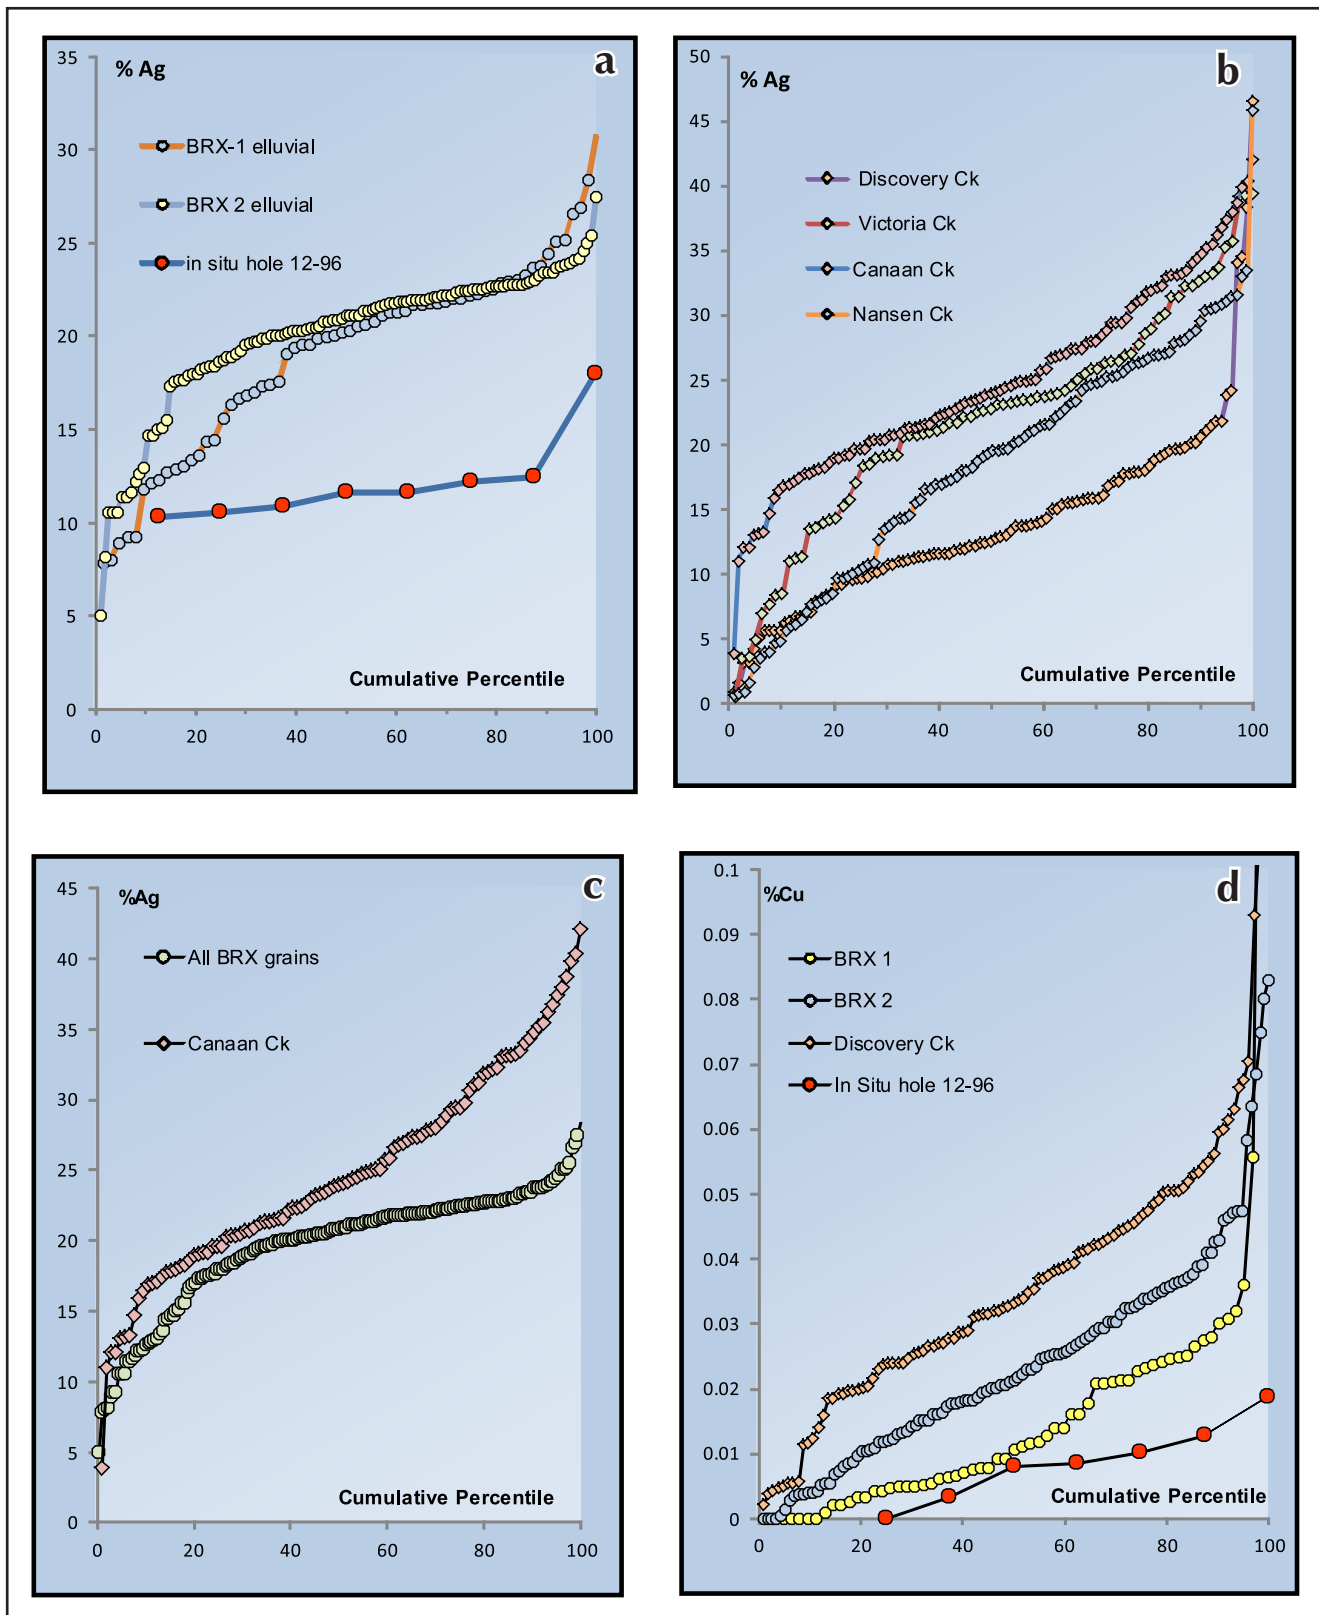 a
% Ag
BRX-1 elluvial
BRX 2 elluvial
in situ hole 12-96
Cumulative Percentile
35
30
25
20
15
10
5
0
0 20 40 60 80 100
b
% Ag
Discovery Ck
Victoria Ck
Canaan Ck
Nansen Ck
Cumulative Percentile
50
45
40
35
30
25
20
15
10
5
0
0 20 40 60 80 100
c
%Ag
All BRX grains
Canaan Ck
Cumulative Percentile
45
40
35
30
25
20
15
10
5
0
0 20 40 60 80 100
d
%Cu
BRX 1
BRX 2
Discovery Ck
In Situ hole 12-96
Cumulative Percentile
0.1
0.09
0.08
0.07
0.06
0.05
0.04
0.03
0.02
0.01
0
0 20 40 60 80 100